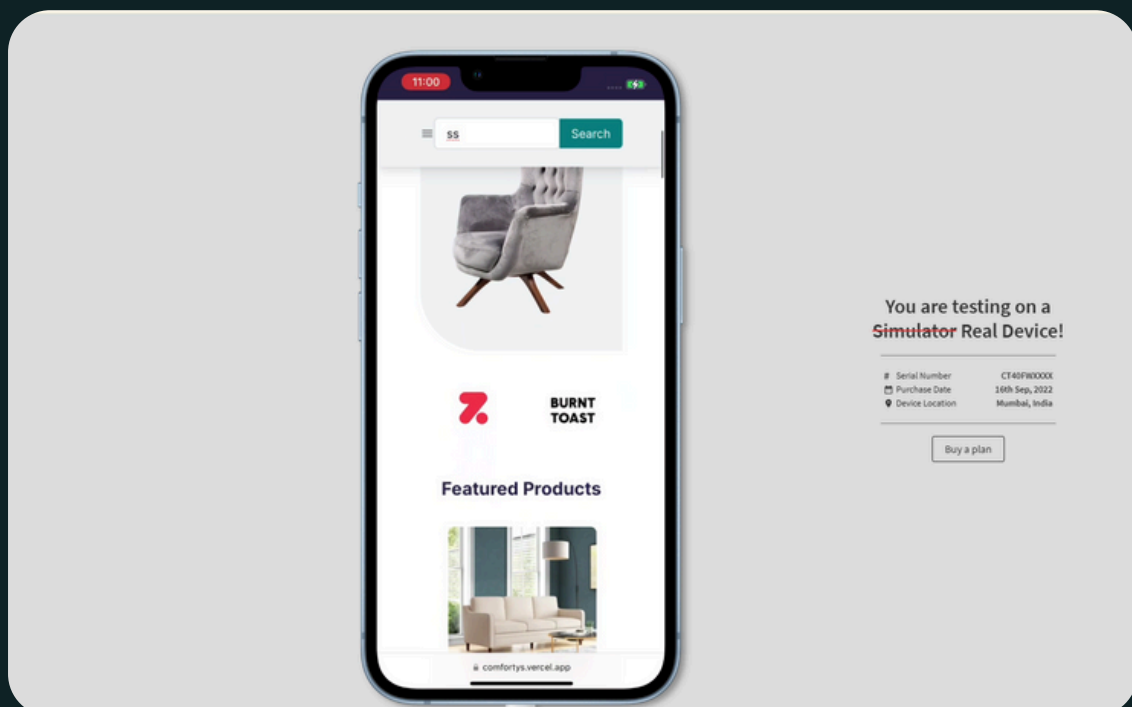 11:00
ss
Search
BURNT
TOAST
Featured Products
comfortys.vercel.app
You are testing on a
Simulator Real Device!
# Serial Number CT40FWXXXX
Purchase Date 16th Sep, 2022
Device Location Mumbai, India
Buy a plan